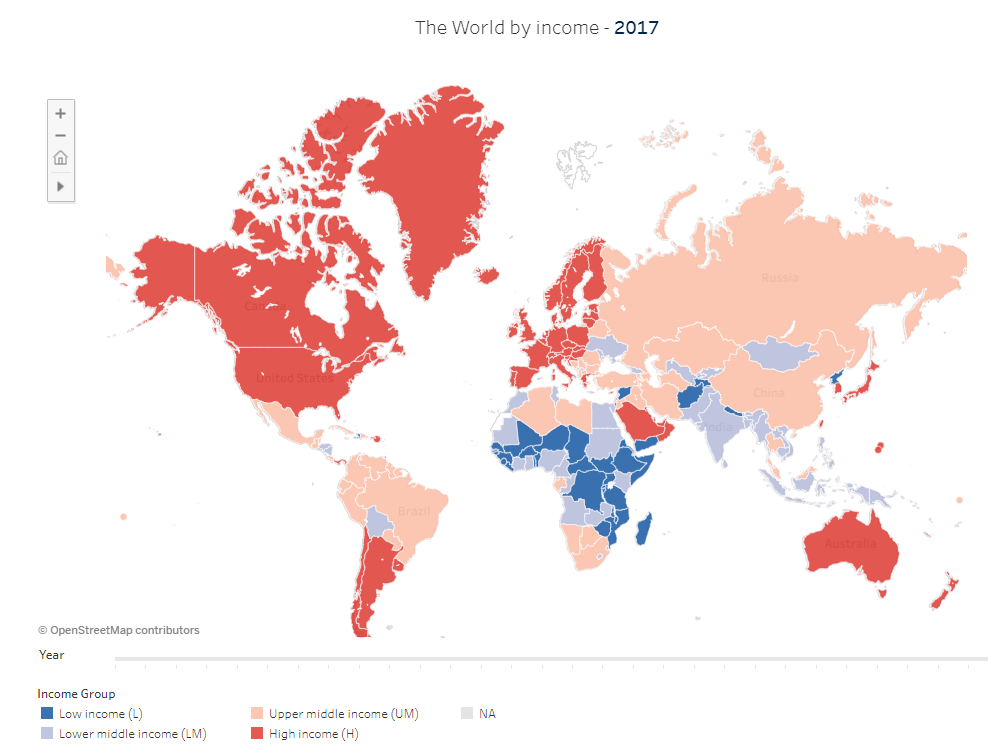 The World by income - 2017
Canada
United States
Russia
China
India
Brazil
Australia
© OpenStreetMap contributors
Year
Income Group
Low income (L)
Upper middle income (UM)
NA
Lower middle income (LM)
High income (H)